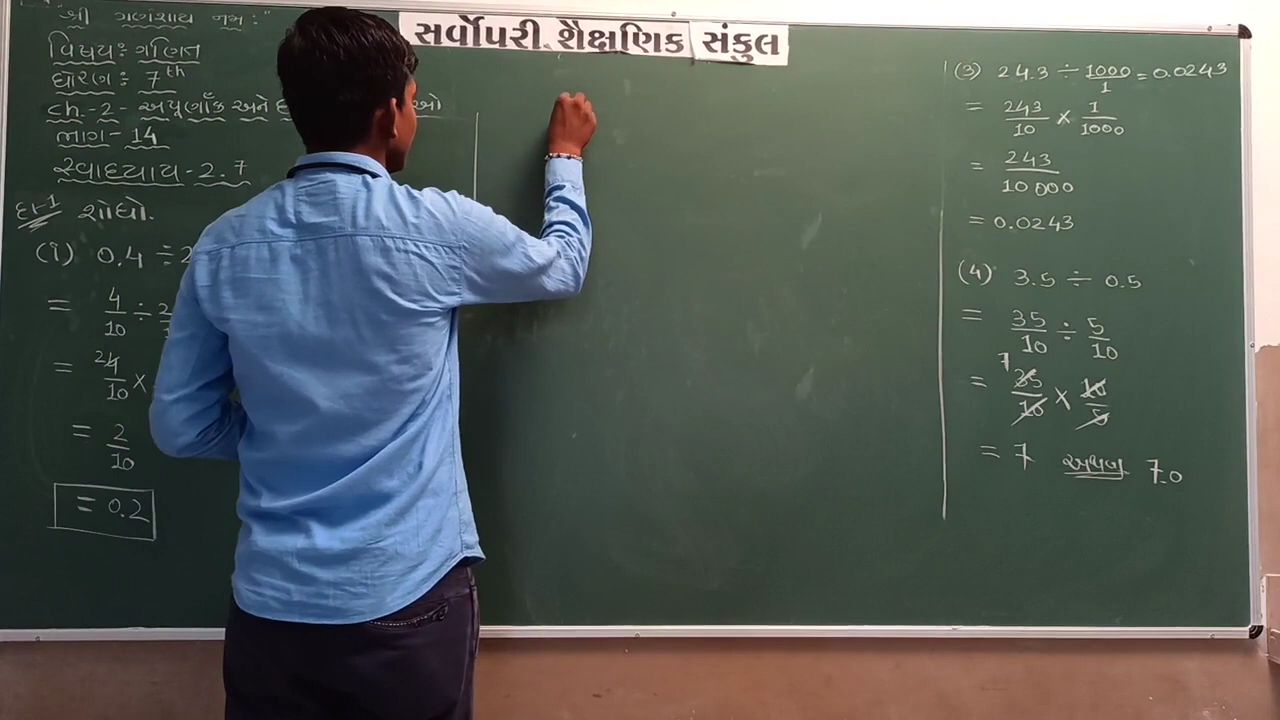 સર્વોપરી શૈક્ષણિક સંકુલ
"શ્રી ગણેશાય નમઃ"
વિષયઃ ગણિત
ધોરણઃ 7th
ch.-2- અપૂર્ણાંક અને
ભાગ- 14
સ્વાધ્યાય-2.7
દા-1 શોધો.
(1) 0.4 ÷ 2
= 4/10 ÷ 2
= 24/10 ×
= 2/10
= 0.2
(3) 24.3 ÷ 1000/1 = 0.0243
= 243/10 × 1/1000
= 243/10000
= 0.0243
(4) 3.5 ÷ 0.5
= 35/10 ÷ 5/10
= 7 35/10 × 10/5
= 7 અથવા 7.0